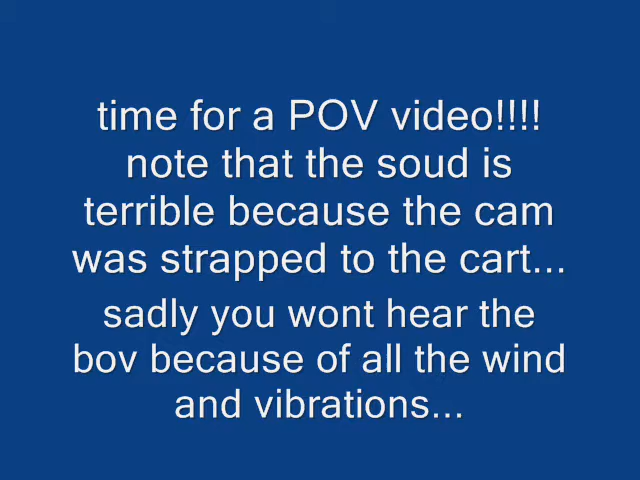 time for a POV video!!!!
note that the soud is
terrible because the cam
was strapped to the cart...
sadly you wont hear the
bov because of all the wind
and vibrations...